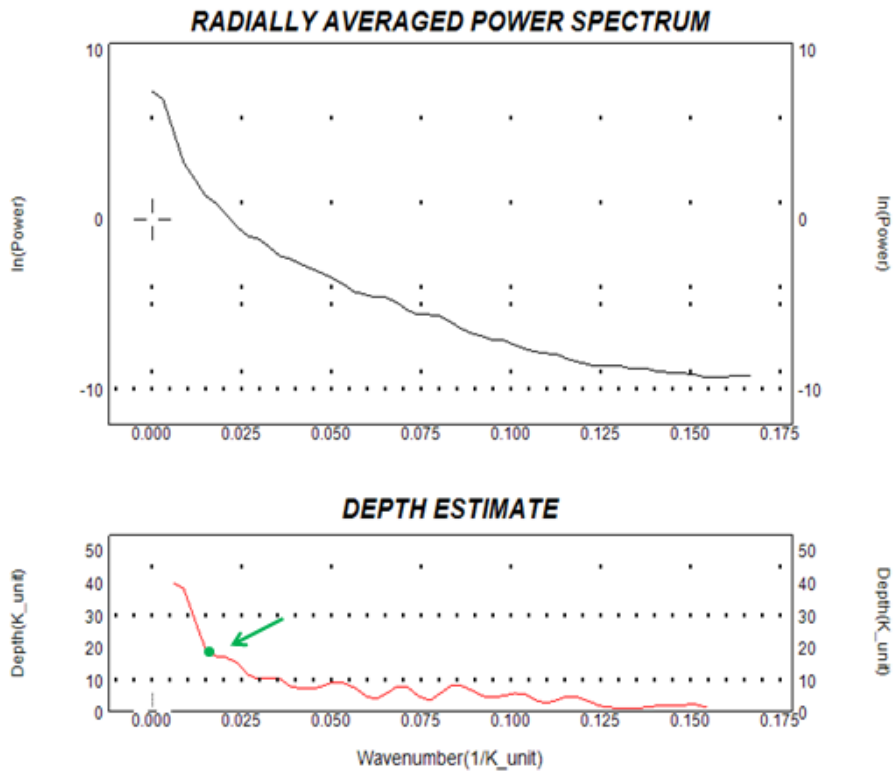 RADIALLY AVERAGED POWER SPECTRUM
10 10
ln(Power) 0 0 ln(Power)
-10 -10
0.000 0.025 0.050 0.075 0.100 0.125 0.150 0.175
DEPTH ESTIMATE
50 50
40 40
30 30
20 20
10 10
0 0
Depth(K_unit) Depth(K_unit)
0.000 0.025 0.050 0.075 0.100 0.125 0.150 0.175
Wavenumber(1/K_unit)